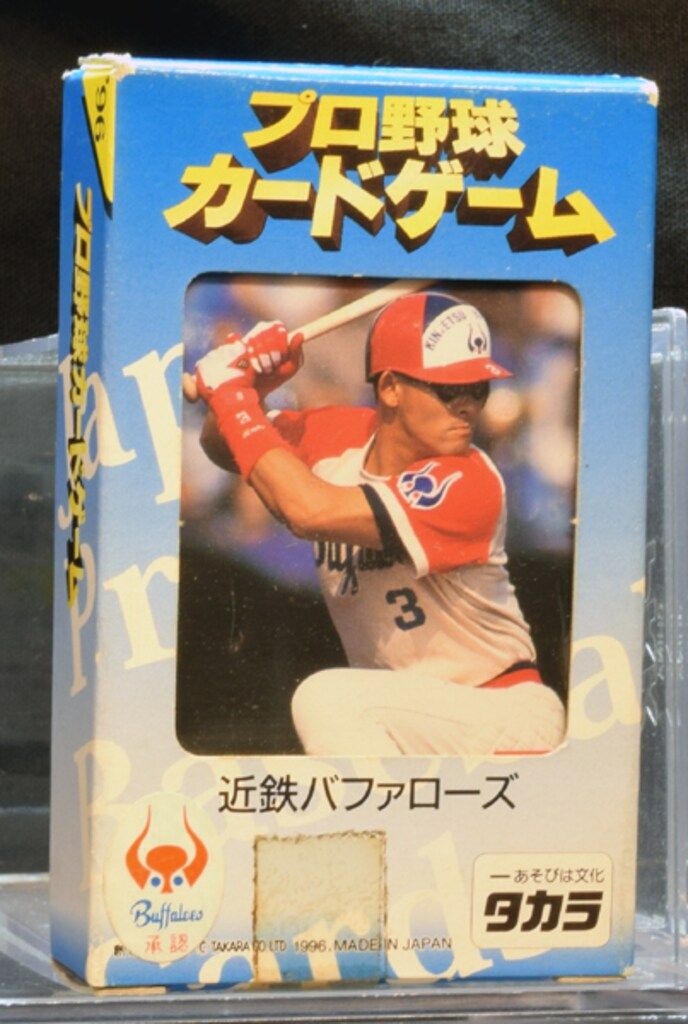 '96
プロ野球カードゲーム
プロ野球
カードゲーム
KINTETSU
3
近鉄バファローズ
Buffaloes
承認
C TAKARA CO LTD 1996. MADE IN JAPAN
―あそびは文化
タカラ